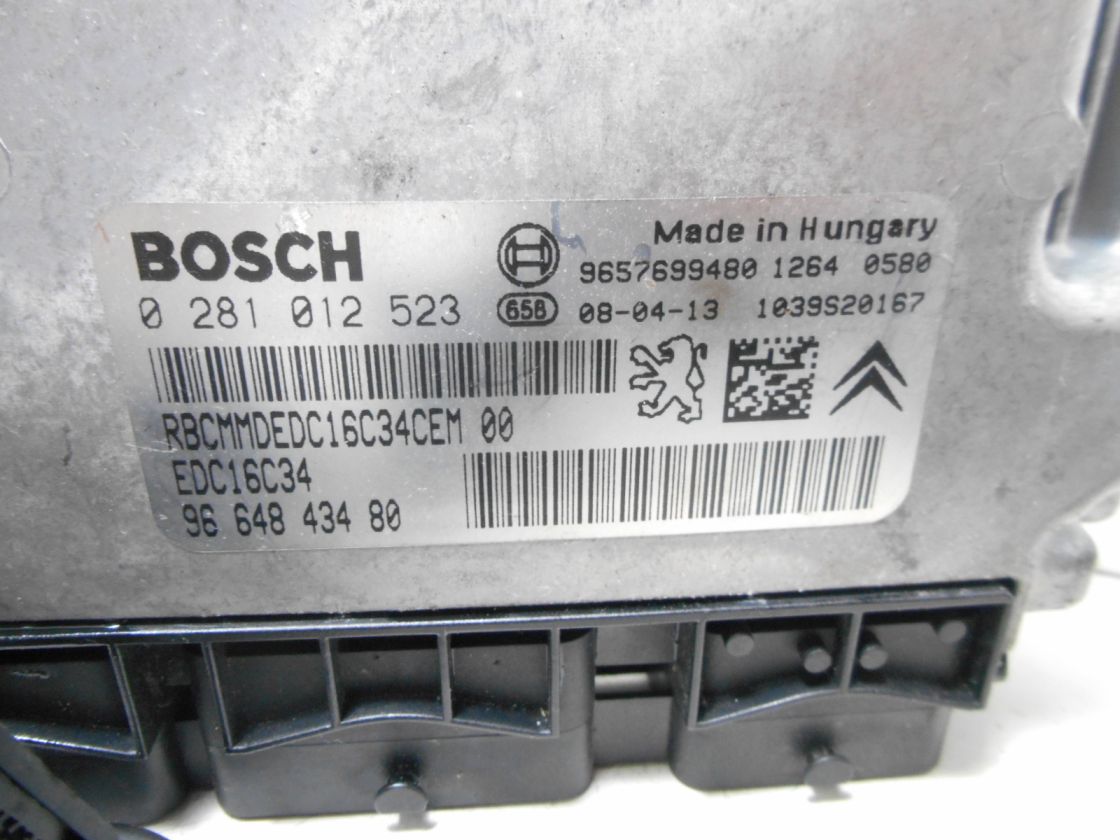 BOSCH
Made in Hungary
9657699480 1264 0580
0 281 012 523
658 08-04-13 1039S20167
RBCMMDEDC16C34CEM 00
EDC16C34
96 648 434 80